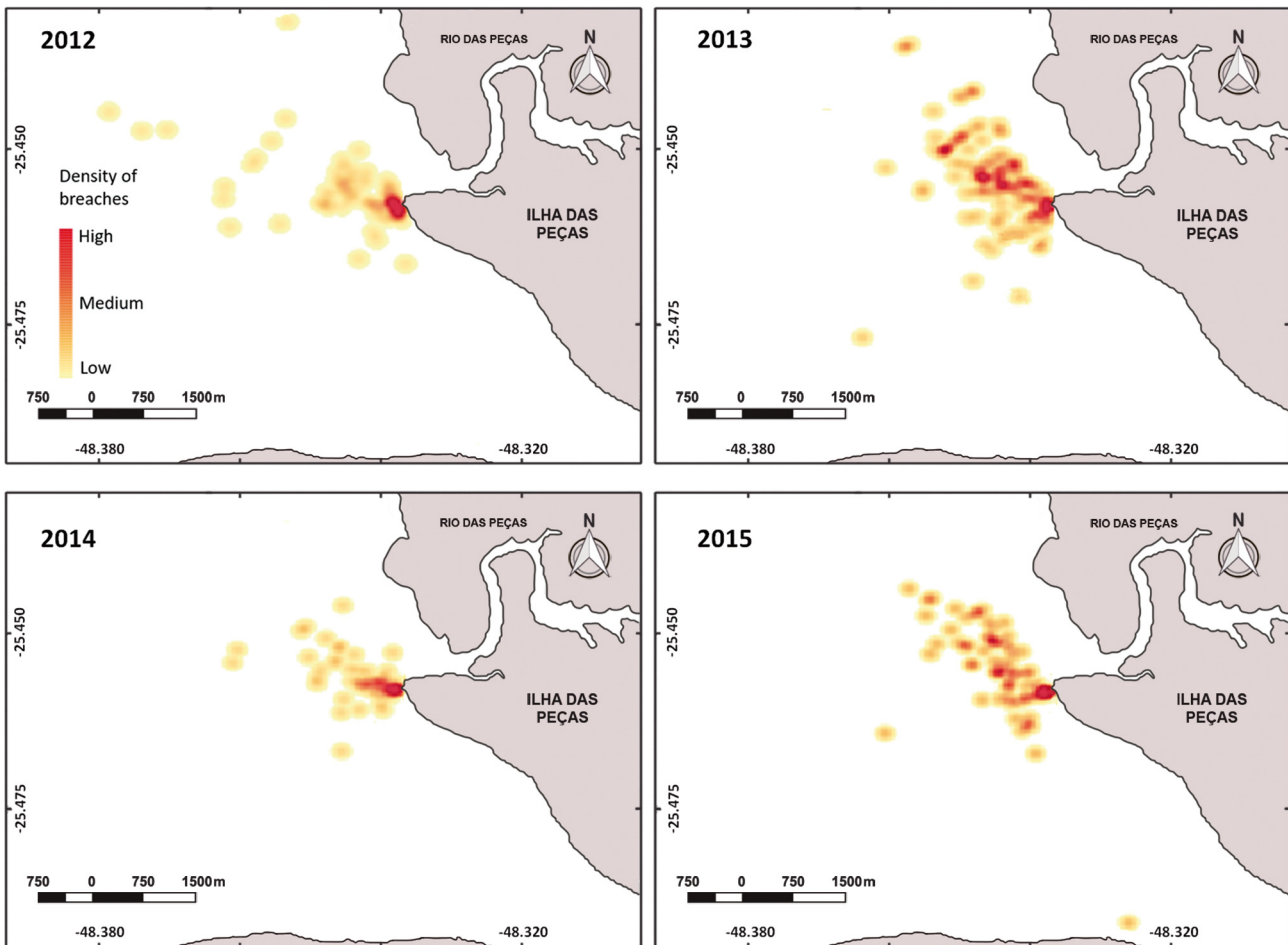 2012
RIO DAS PEÇAS
N
-25.450
Density of
breaches
High
Medium
Low
ILHA DAS
PEÇAS
-25.475
750 0 750 1500m
-48.380
-48.320
2013
RIO DAS PEÇAS
N
-25.450
ILHA DAS
PEÇAS
-25.475
750 0 750 1500m
-48.380
-48.320
2014
RIO DAS PEÇAS
N
-25.450
ILHA DAS
PEÇAS
-25.475
750 0 750 1500m
-48.380
-48.320
2015
RIO DAS PEÇAS
N
-25.450
ILHA DAS
PEÇAS
-25.475
750 0 750 1500m
-48.380
-48.320